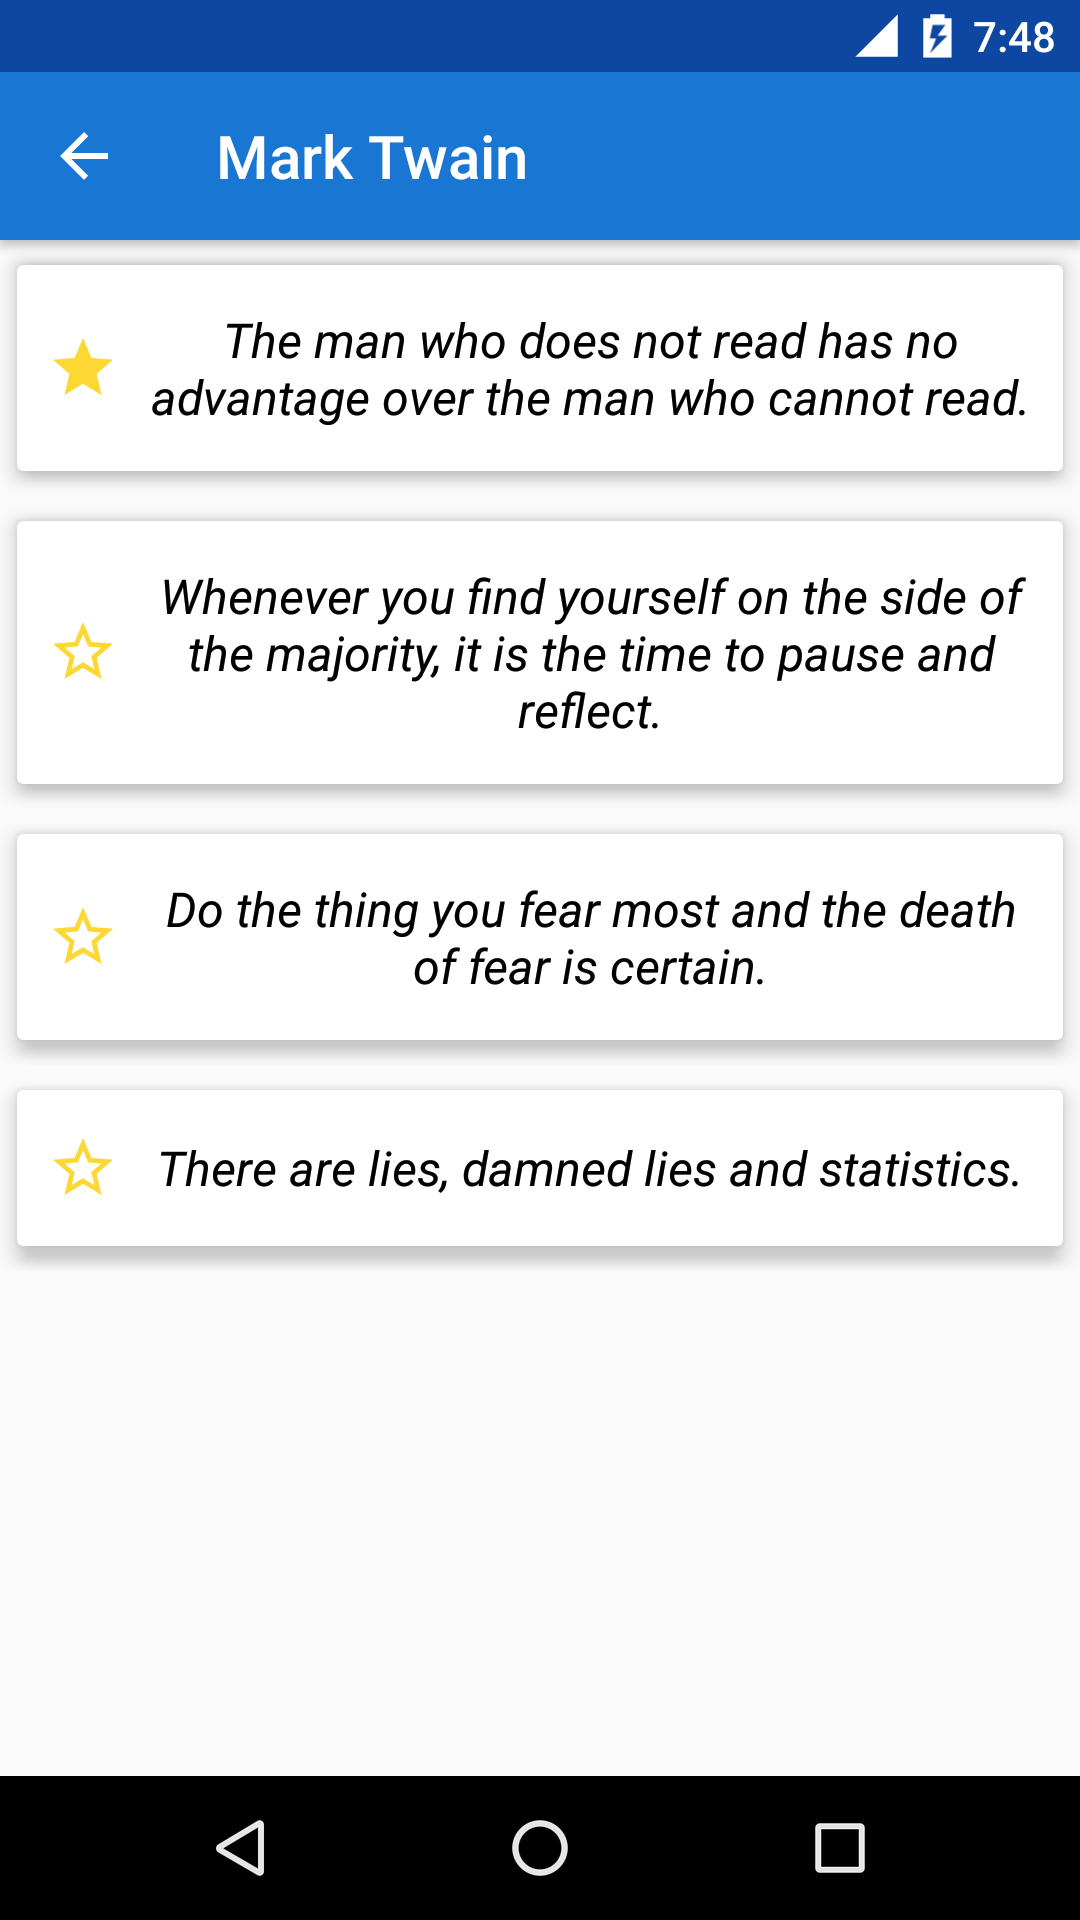 7:48
Mark Twain
The man who does not read has no
advantage over the man who cannot read.
Whenever you find yourself on the side of
the majority, it is the time to pause and
reflect.
Do the thing you fear most and the death
of fear is certain.
There are lies, damned lies and statistics.